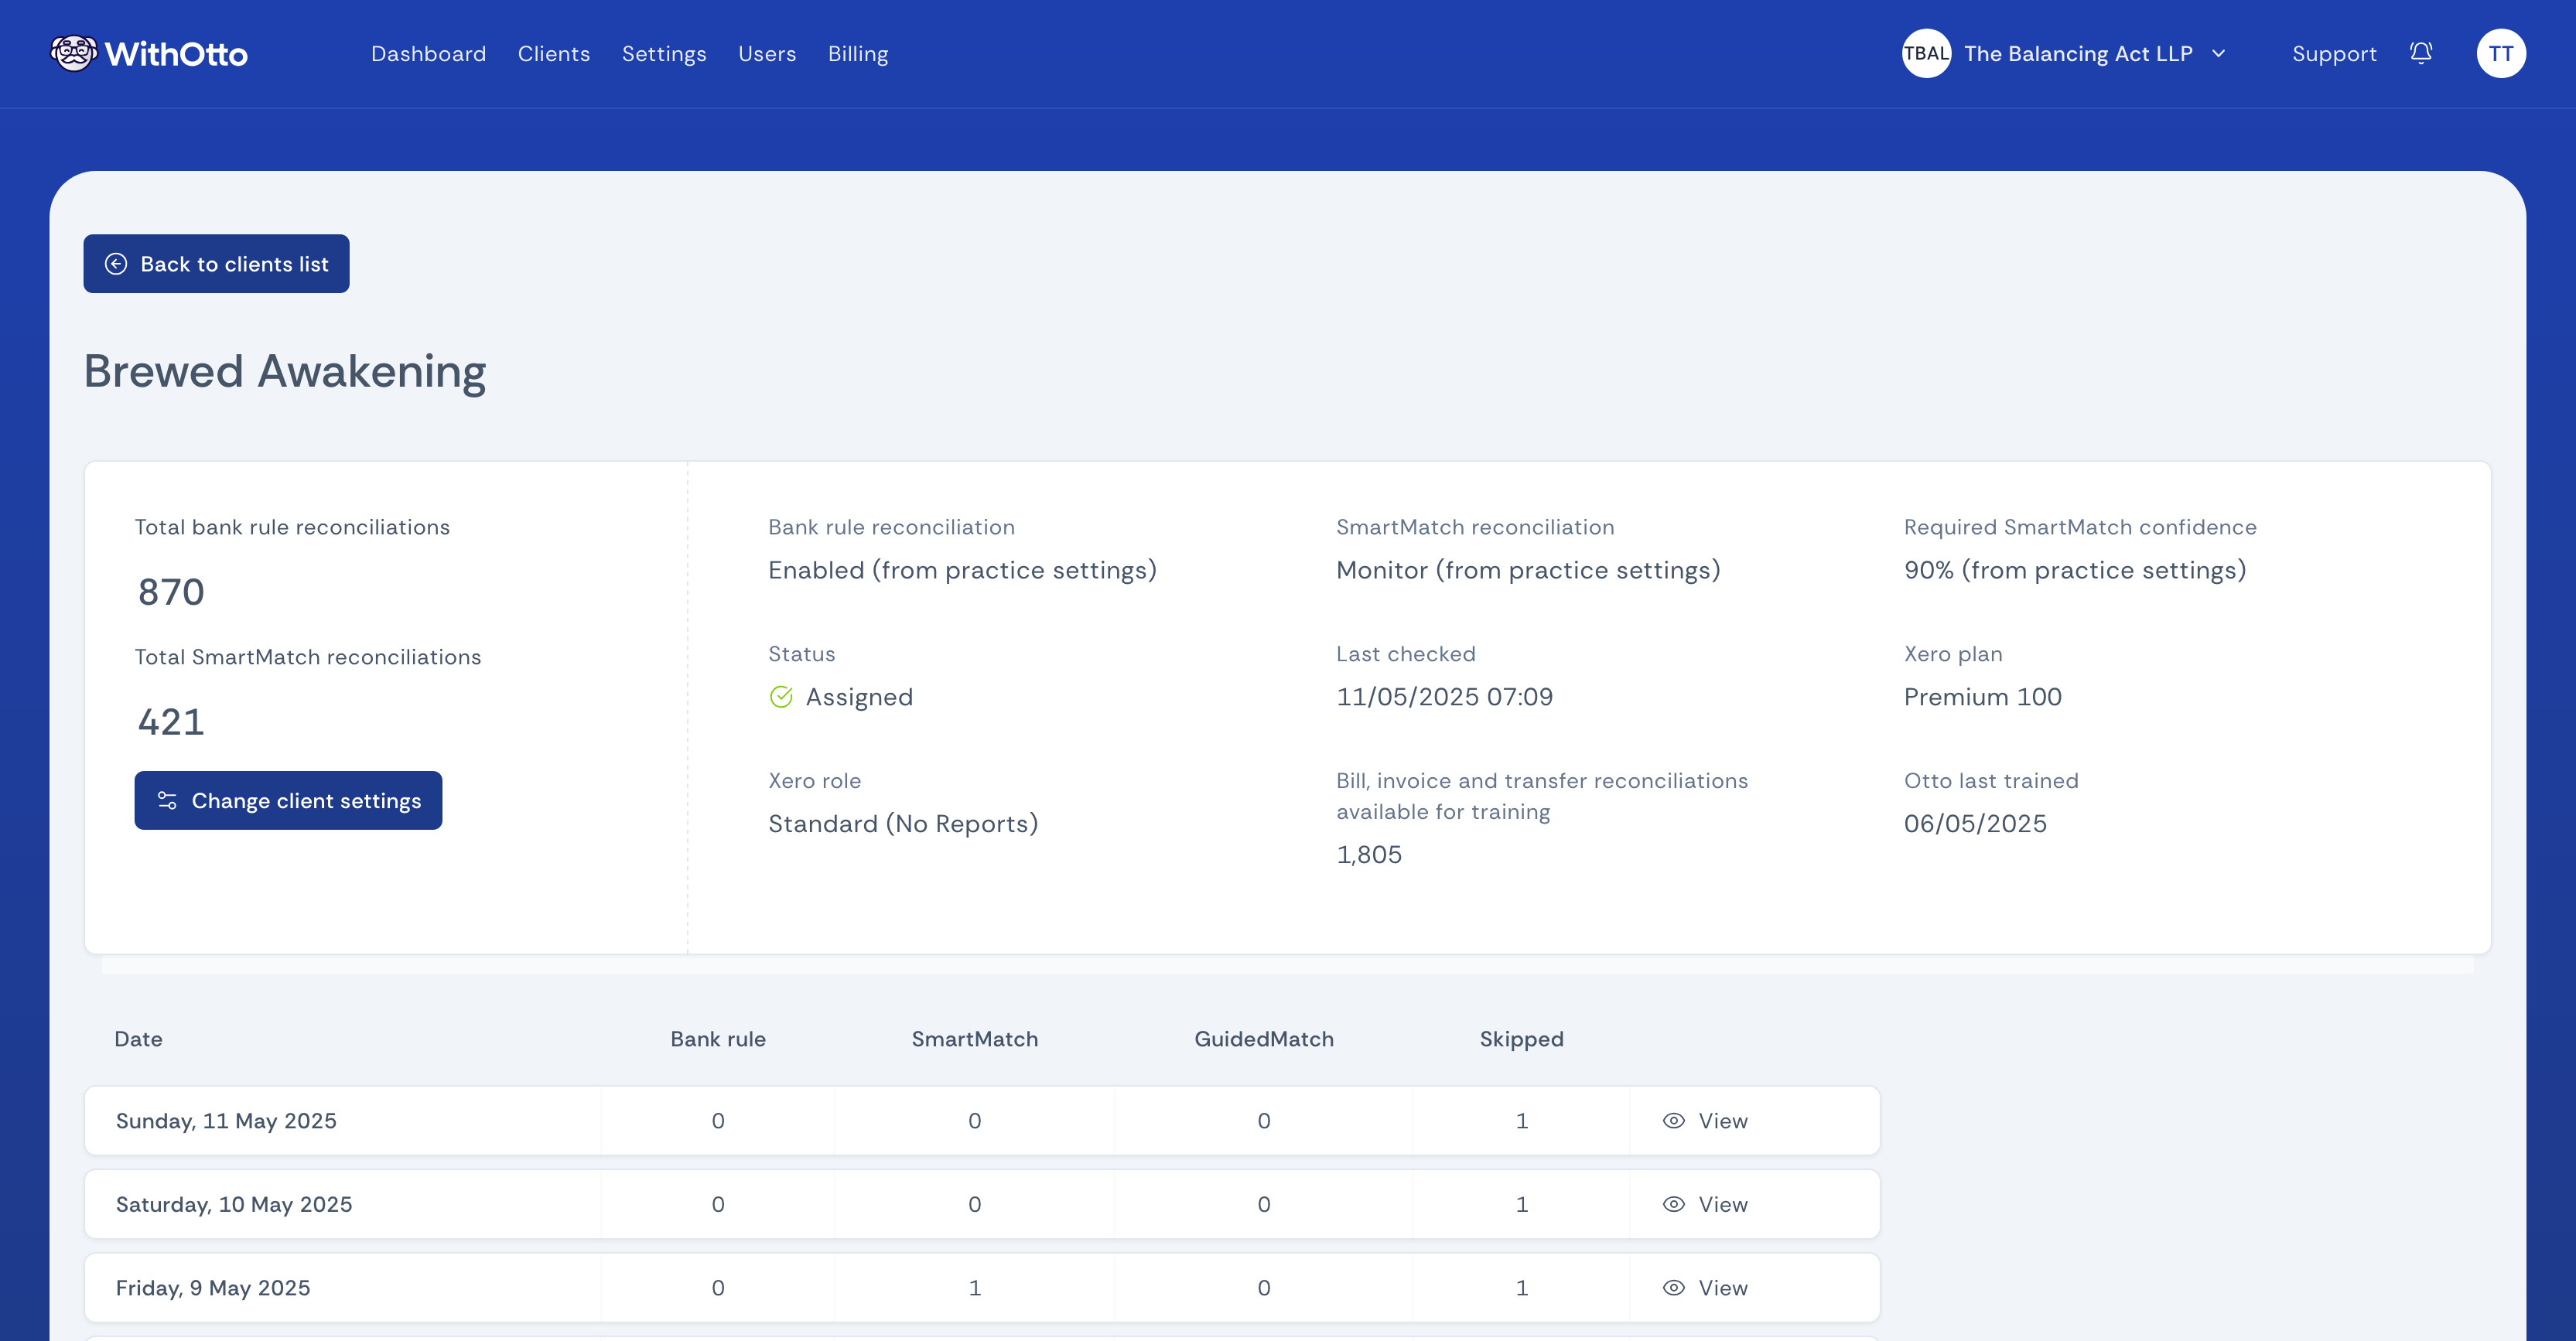 WithOtto
Dashboard Clients Settings Users Billing
TBAL The Balancing Act LLP Support TT
Back to clients list
Brewed Awakening
Total bank rule reconciliations
870
Total SmartMatch reconciliations
421
Change client settings
Bank rule reconciliation
Enabled (from practice settings)
SmartMatch reconciliation
Monitor (from practice settings)
Required SmartMatch confidence
90% (from practice settings)
Status
Assigned
Last checked
11/05/2025 07:09
Xero plan
Premium 100
Xero role
Standard (No Reports)
Bill, invoice and transfer reconciliations
available for training
1,805
Otto last trained
06/05/2025
Date Bank rule SmartMatch GuidedMatch Skipped
Sunday, 11 May 2025 0 0 0 1 View
Saturday, 10 May 2025 0 0 0 1 View
Friday, 9 May 2025 0 1 0 1 View